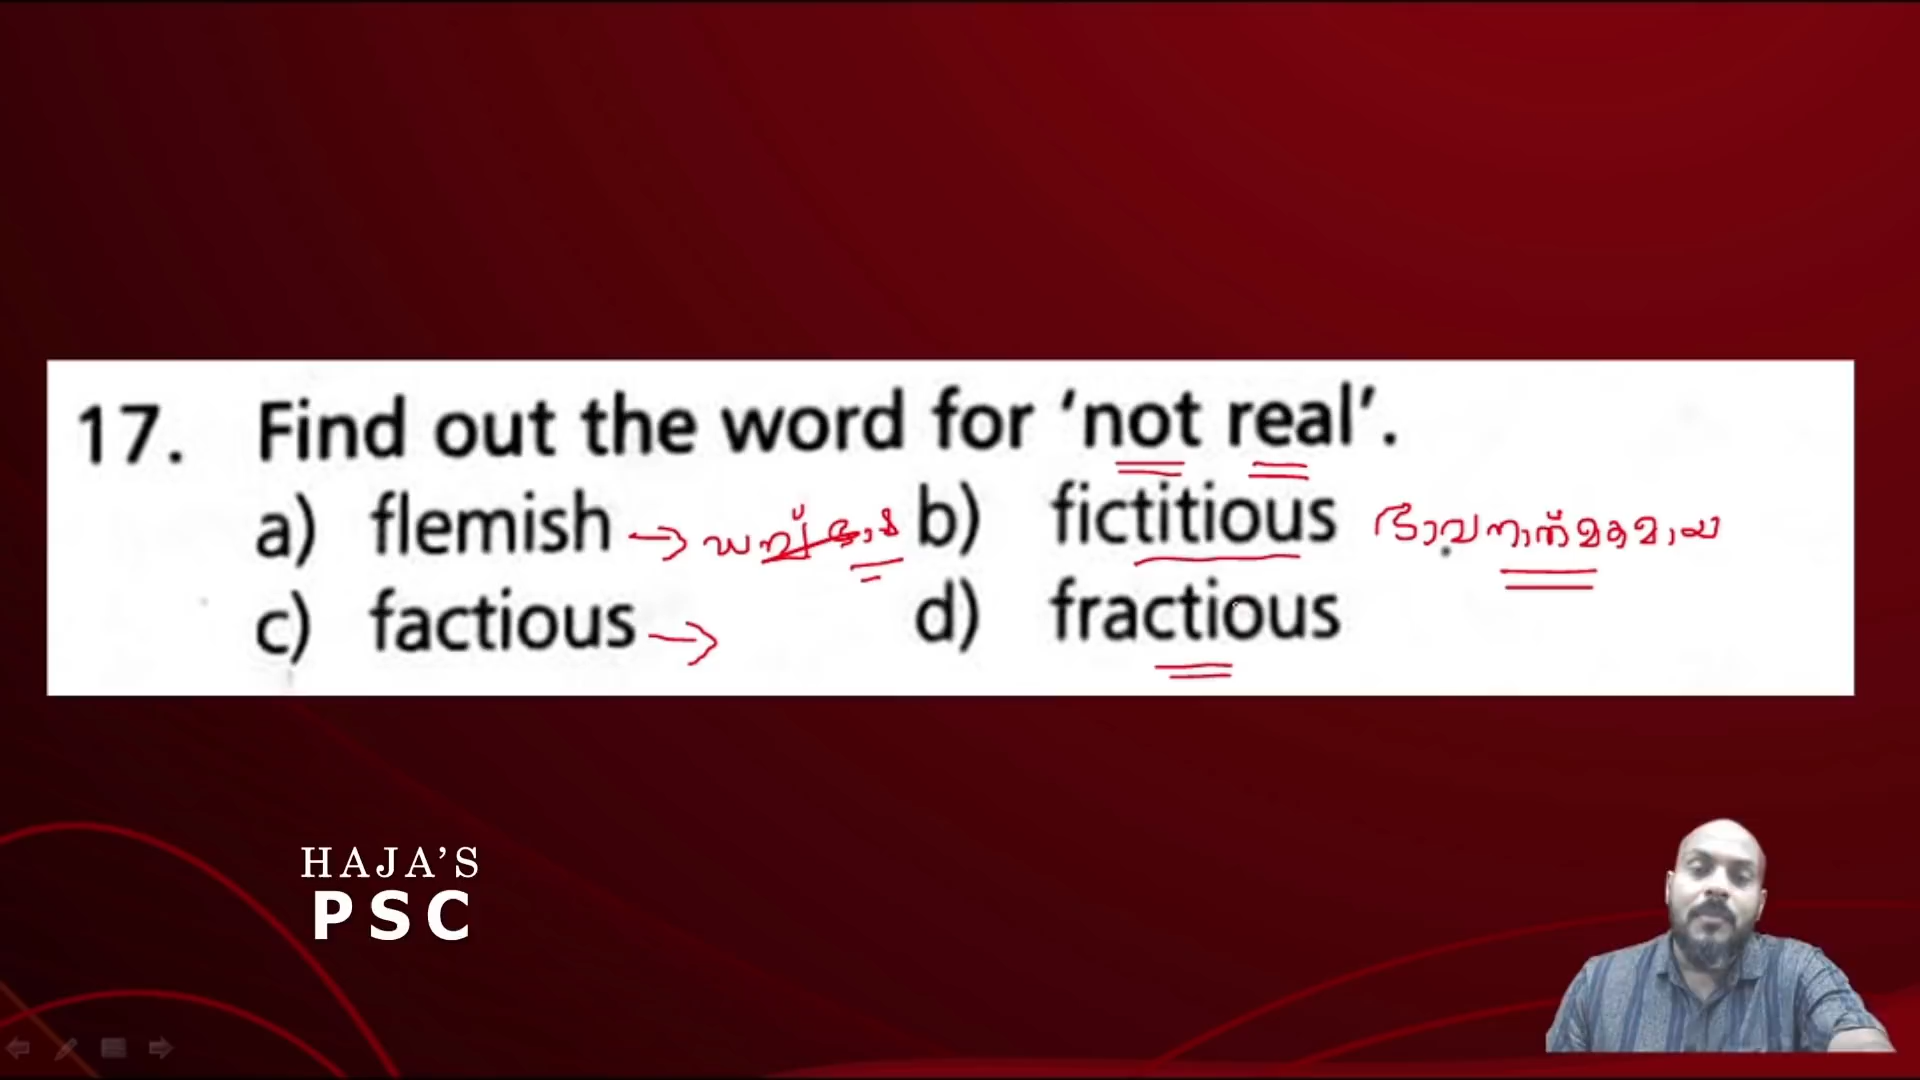 17. Find out the word for ‘not real’.
a) flemish → b) fictitious ഭാവനാത്മകമായ
c) factious → d) fractious
HAJA’S
PSC